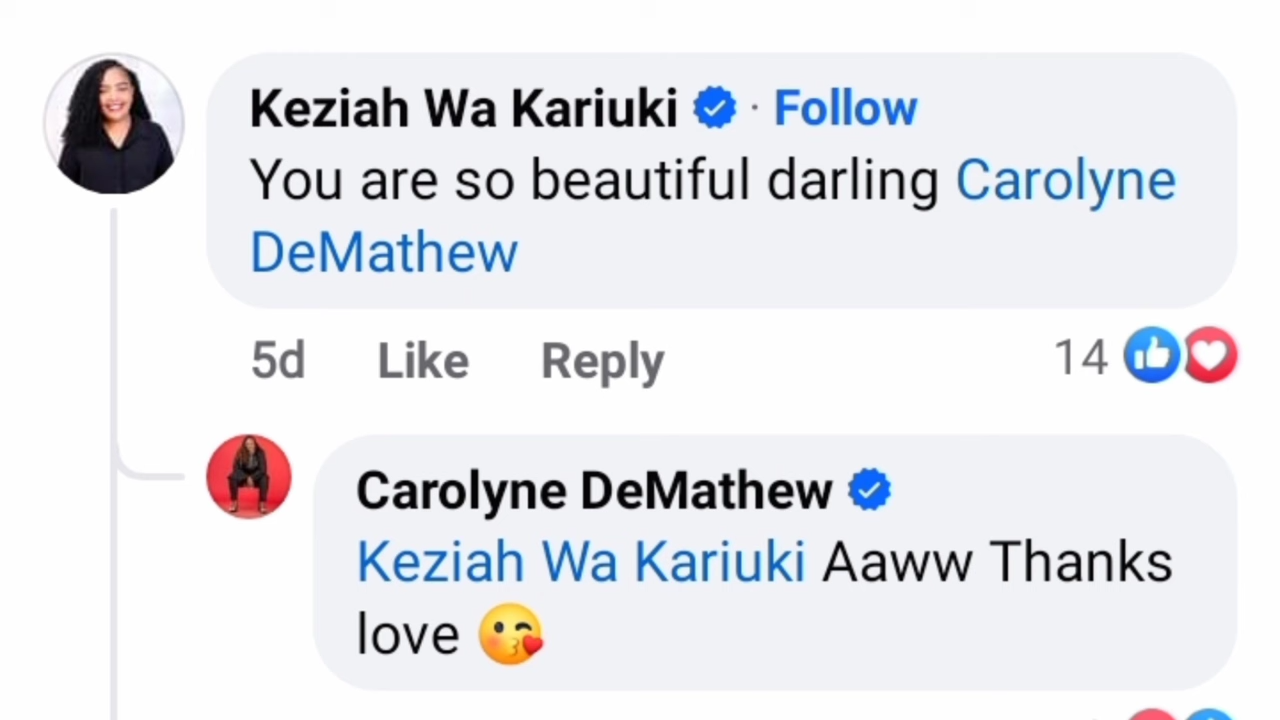 Keziah Wa Kariuki · Follow
You are so beautiful darling Carolyne
DeMathew
5d Like Reply 14
Carolyne DeMathew
Keziah Wa Kariuki Aaww Thanks
love 😘